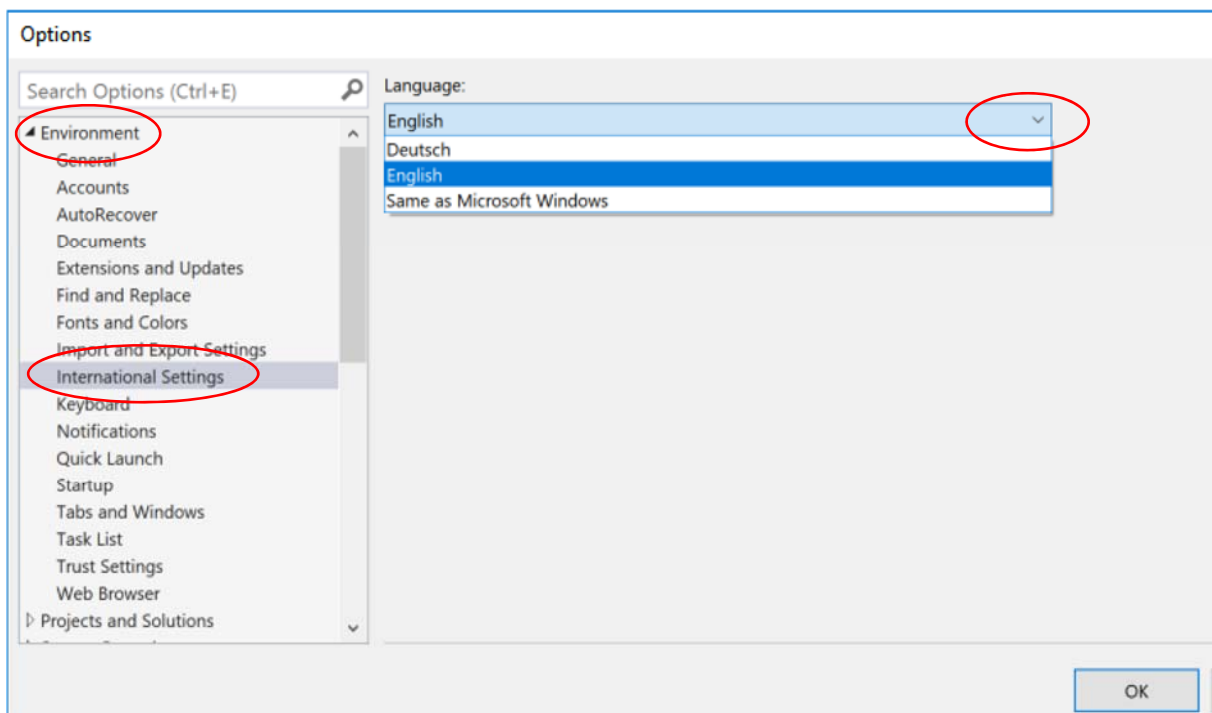 Options
Search Options (Ctrl+E)
Environment
General
Accounts
AutoRecover
Documents
Extensions and Updates
Find and Replace
Fonts and Colors
Import and Export Settings
International Settings
Keyboard
Notifications
Quick Launch
Startup
Tabs and Windows
Task List
Trust Settings
Web Browser
Projects and Solutions
Language:
English
Deutsch
English
Same as Microsoft Windows
OK